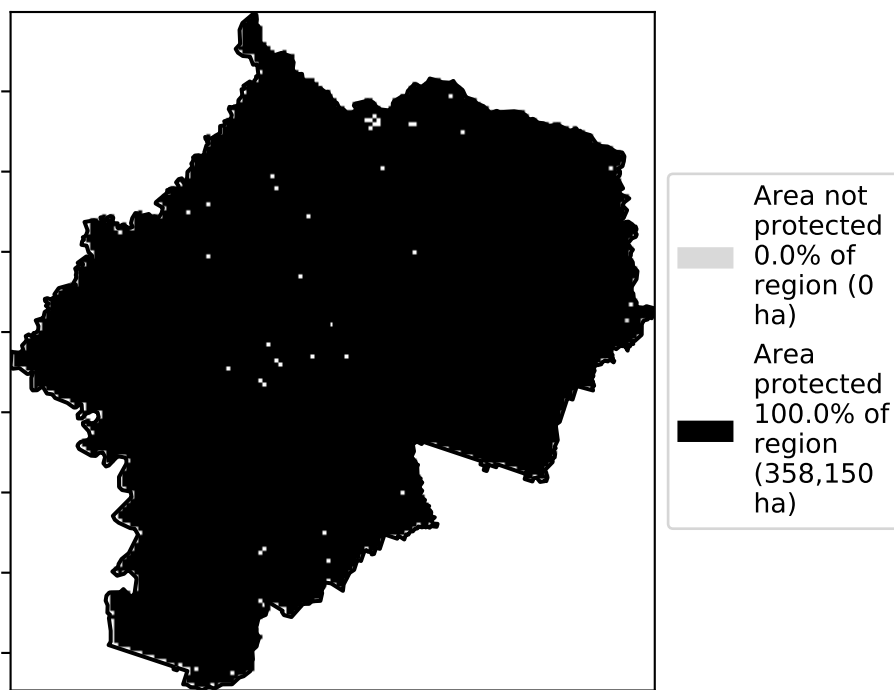 Area not
protected
0.0% of
region (0
ha)
Area
protected
100.0% of
region
(358,150
ha)